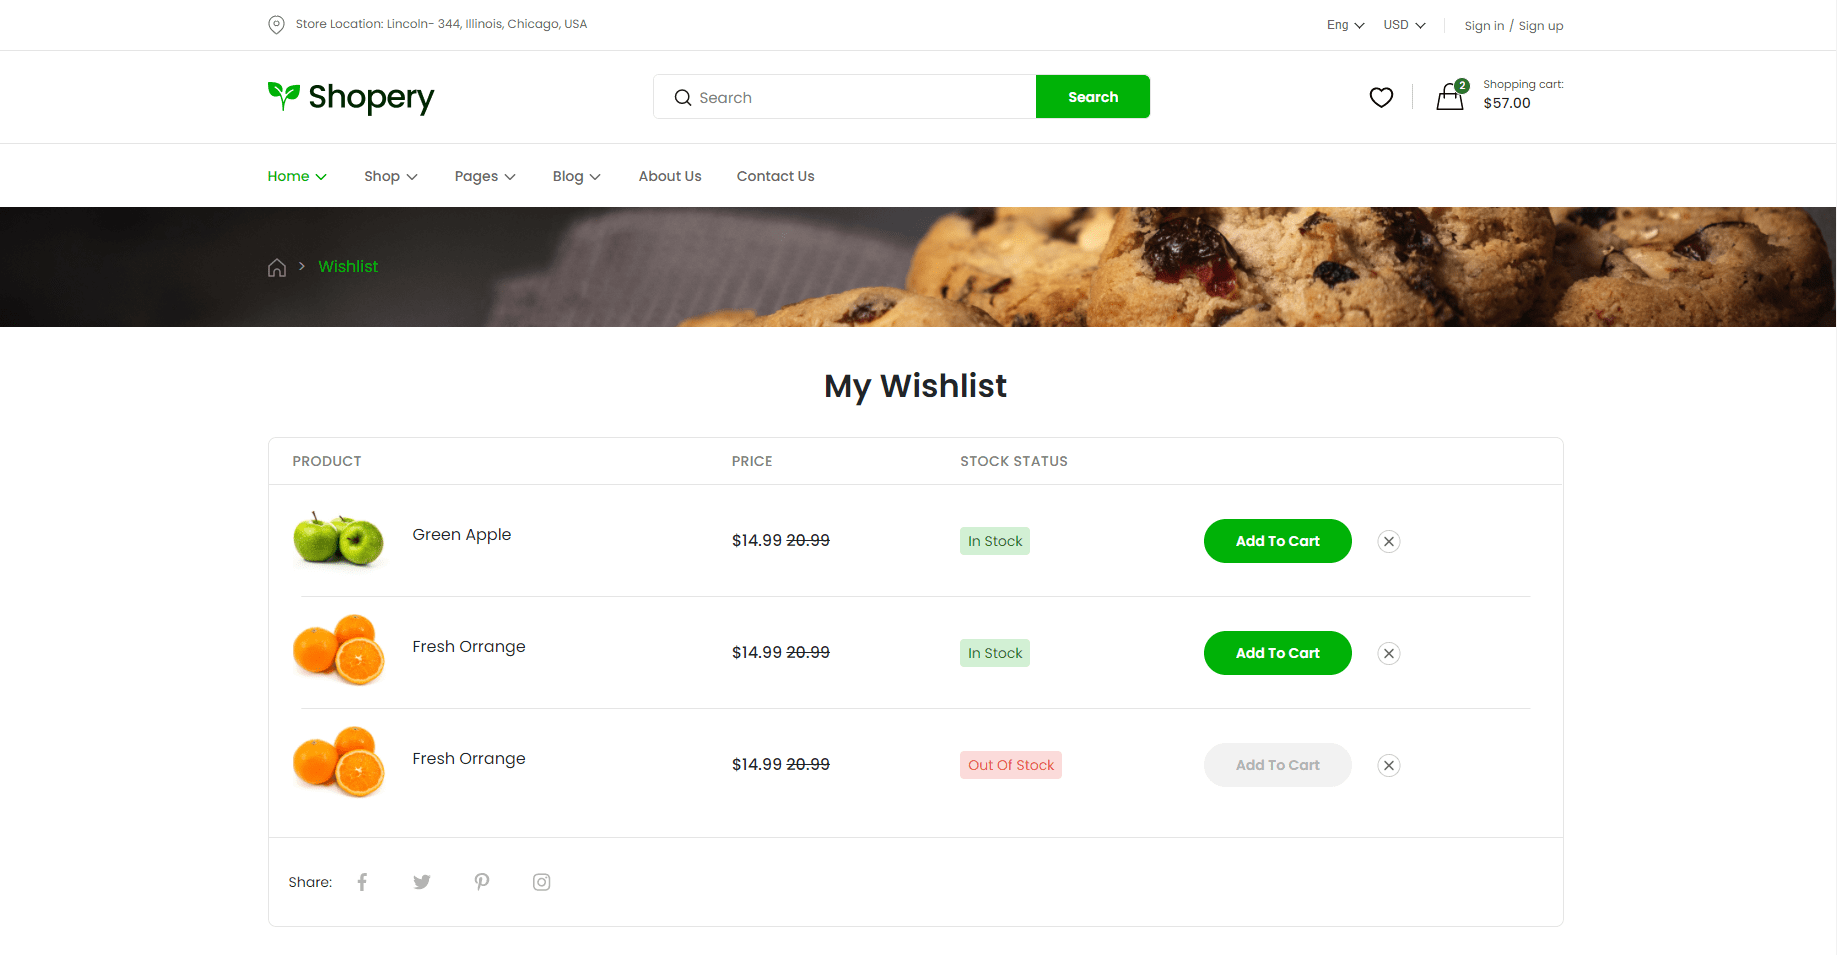 Store Location: Lincoln- 344, Illinois, Chicago, USA
Eng USD Sign in / Sign up
Shopery
Search Search
2 Shopping cart:
$57.00
Home Shop Pages Blog About Us Contact Us
> Wishlist
My Wishlist
PRODUCT PRICE STOCK STATUS
Green Apple $14.99 20.99 In Stock Add To Cart
Fresh Orrange $14.99 20.99 In Stock Add To Cart
Fresh Orrange $14.99 20.99 Out Of Stock Add To Cart
Share: